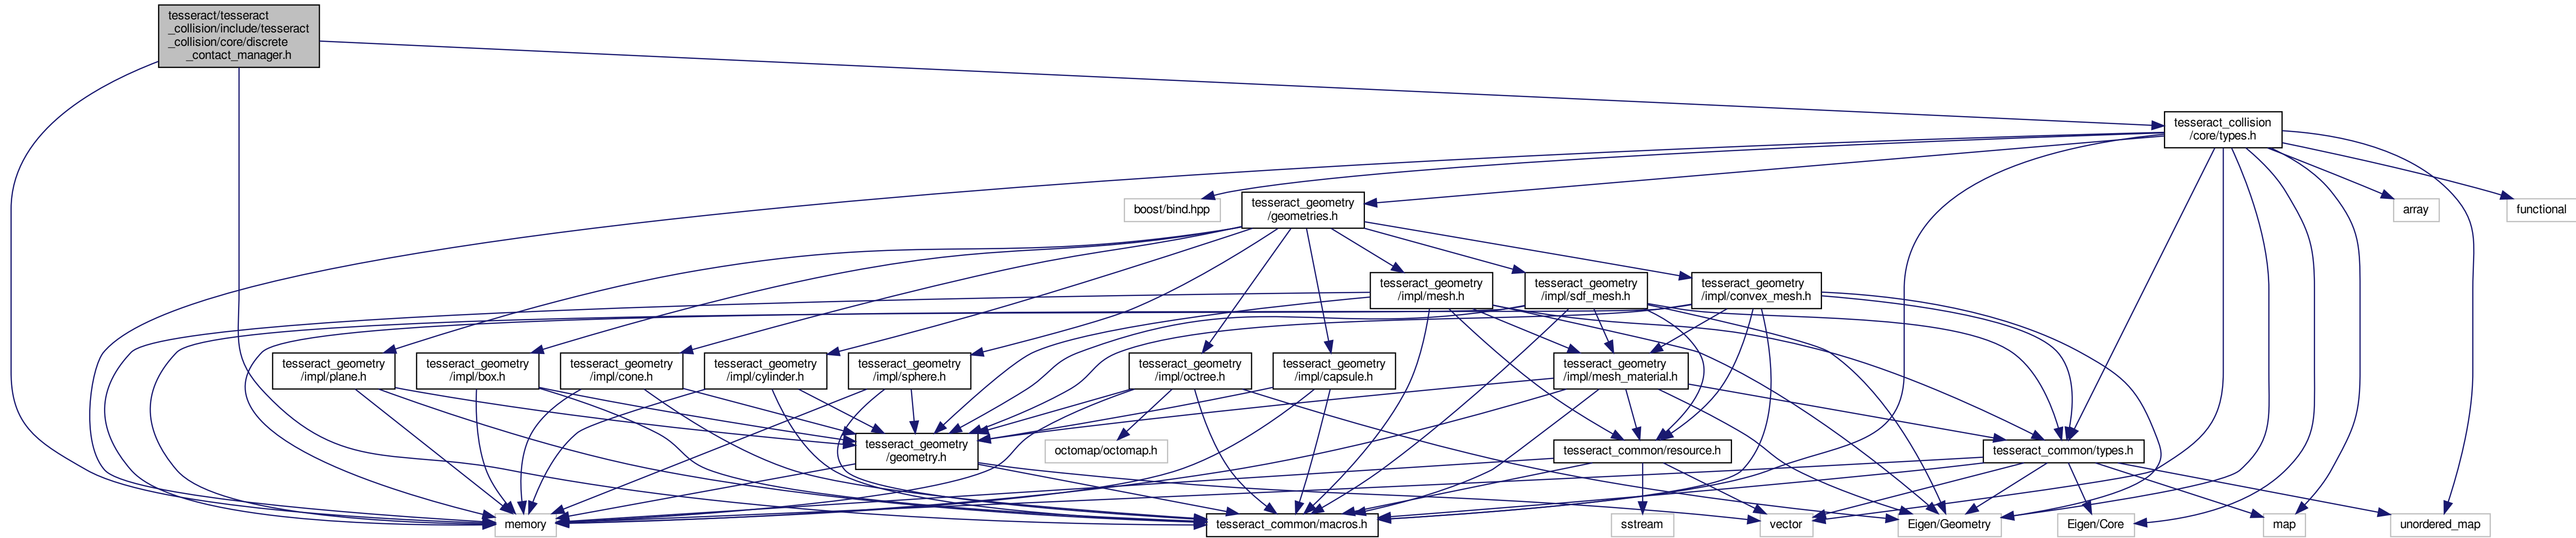 tesseract/tesseract
_collision/include/tesseract
_collision/core/discrete
_contact_manager.h
tesseract_collision
/core/types.h
boost/bind.hpp
tesseract_geometry
/geometries.h
array
functional
tesseract_geometry
/impl/mesh.h
tesseract_geometry
/impl/sdf_mesh.h
tesseract_geometry
/impl/convex_mesh.h
tesseract_geometry
/impl/plane.h
tesseract_geometry
/impl/box.h
tesseract_geometry
/impl/cone.h
tesseract_geometry
/impl/cylinder.h
tesseract_geometry
/impl/sphere.h
tesseract_geometry
/impl/octree.h
tesseract_geometry
/impl/capsule.h
tesseract_geometry
/impl/mesh_material.h
tesseract_geometry
/geometry.h
octomap/octomap.h
tesseract_common/resource.h
tesseract_common/types.h
memory
tesseract_common/macros.h
sstream
vector
Eigen/Geometry
Eigen/Core
map
unordered_map